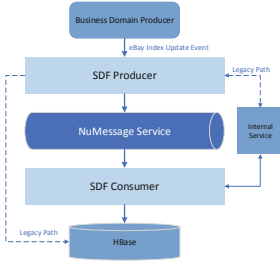 Business Domain Producer
eBay Index Update Event
SDF Producer
Legacy Path
NuMessage Service
Internal
Service
SDF Consumer
Legacy Path
HBase